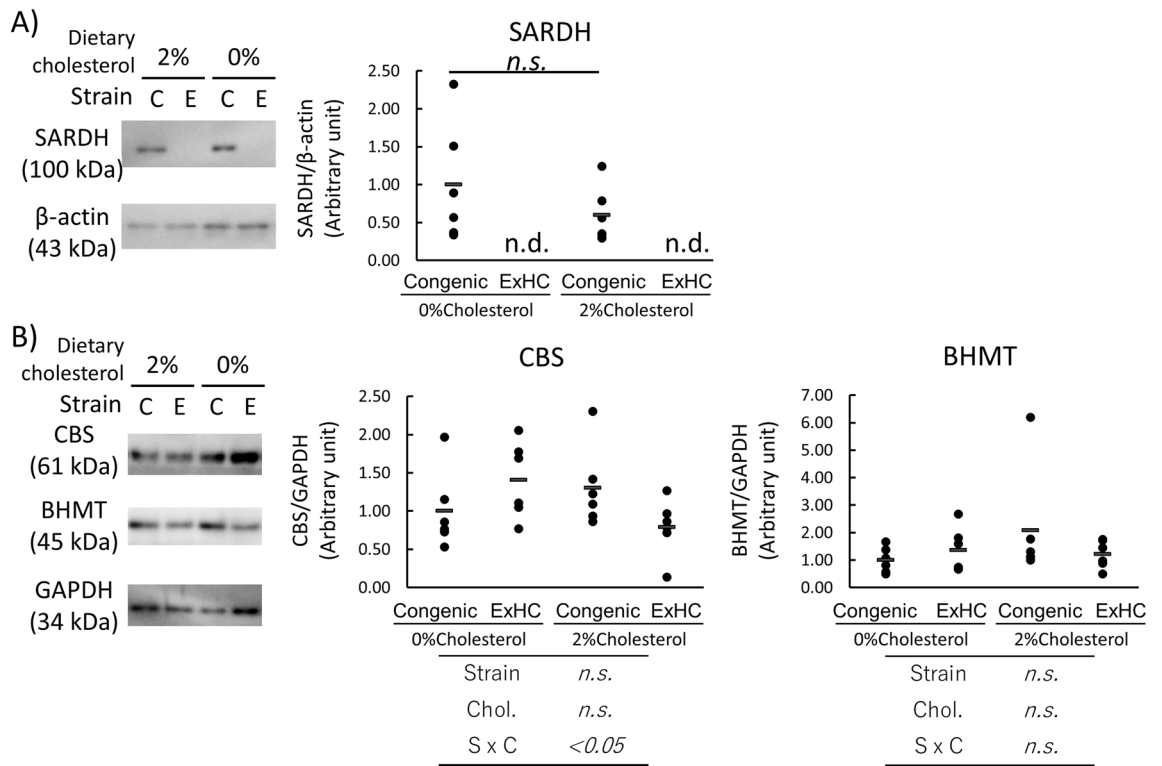 A)
Dietary
cholesterol 2% 0%
Strain C E C E
SARDH
(100 kDa)
β-actin
(43 kDa)
SARDH
n.s.
SARDH/β-actin
(Arbitrary unit)
2.50
2.00
1.50
1.00
0.50
0.00
n.d. n.d.
Congenic ExHC Congenic ExHC
0%Cholesterol 2%Cholesterol
B)
Dietary
cholesterol 2% 0%
Strain C E C E
CBS
(61 kDa)
BHMT
(45 kDa)
GAPDH
(34 kDa)
CBS
CBS/GAPDH
(Arbitrary unit)
2.50
2.00
1.50
1.00
0.50
0.00
Congenic ExHC Congenic ExHC
0%Cholesterol 2%Cholesterol
Strain n.s.
Chol. n.s.
S x C <0.05
BHMT
BHMT/GAPDH
(Arbitrary unit)
7.00
6.00
5.00
4.00
3.00
2.00
1.00
0.00
Congenic ExHC Congenic ExHC
0%Cholesterol 2%Cholesterol
Strain n.s.
Chol. n.s.
S x C n.s.